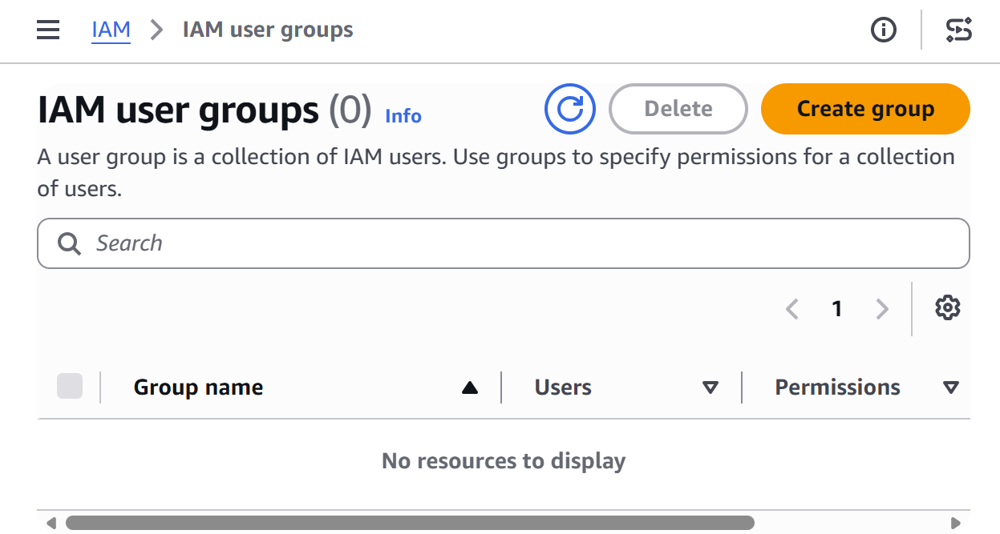 IAM IAM user groups
IAM user groups (0) Info Delete Create group
A user group is a collection of IAM users. Use groups to specify permissions for a collection
of users.
Search
1
Group name Users Permissions
No resources to display